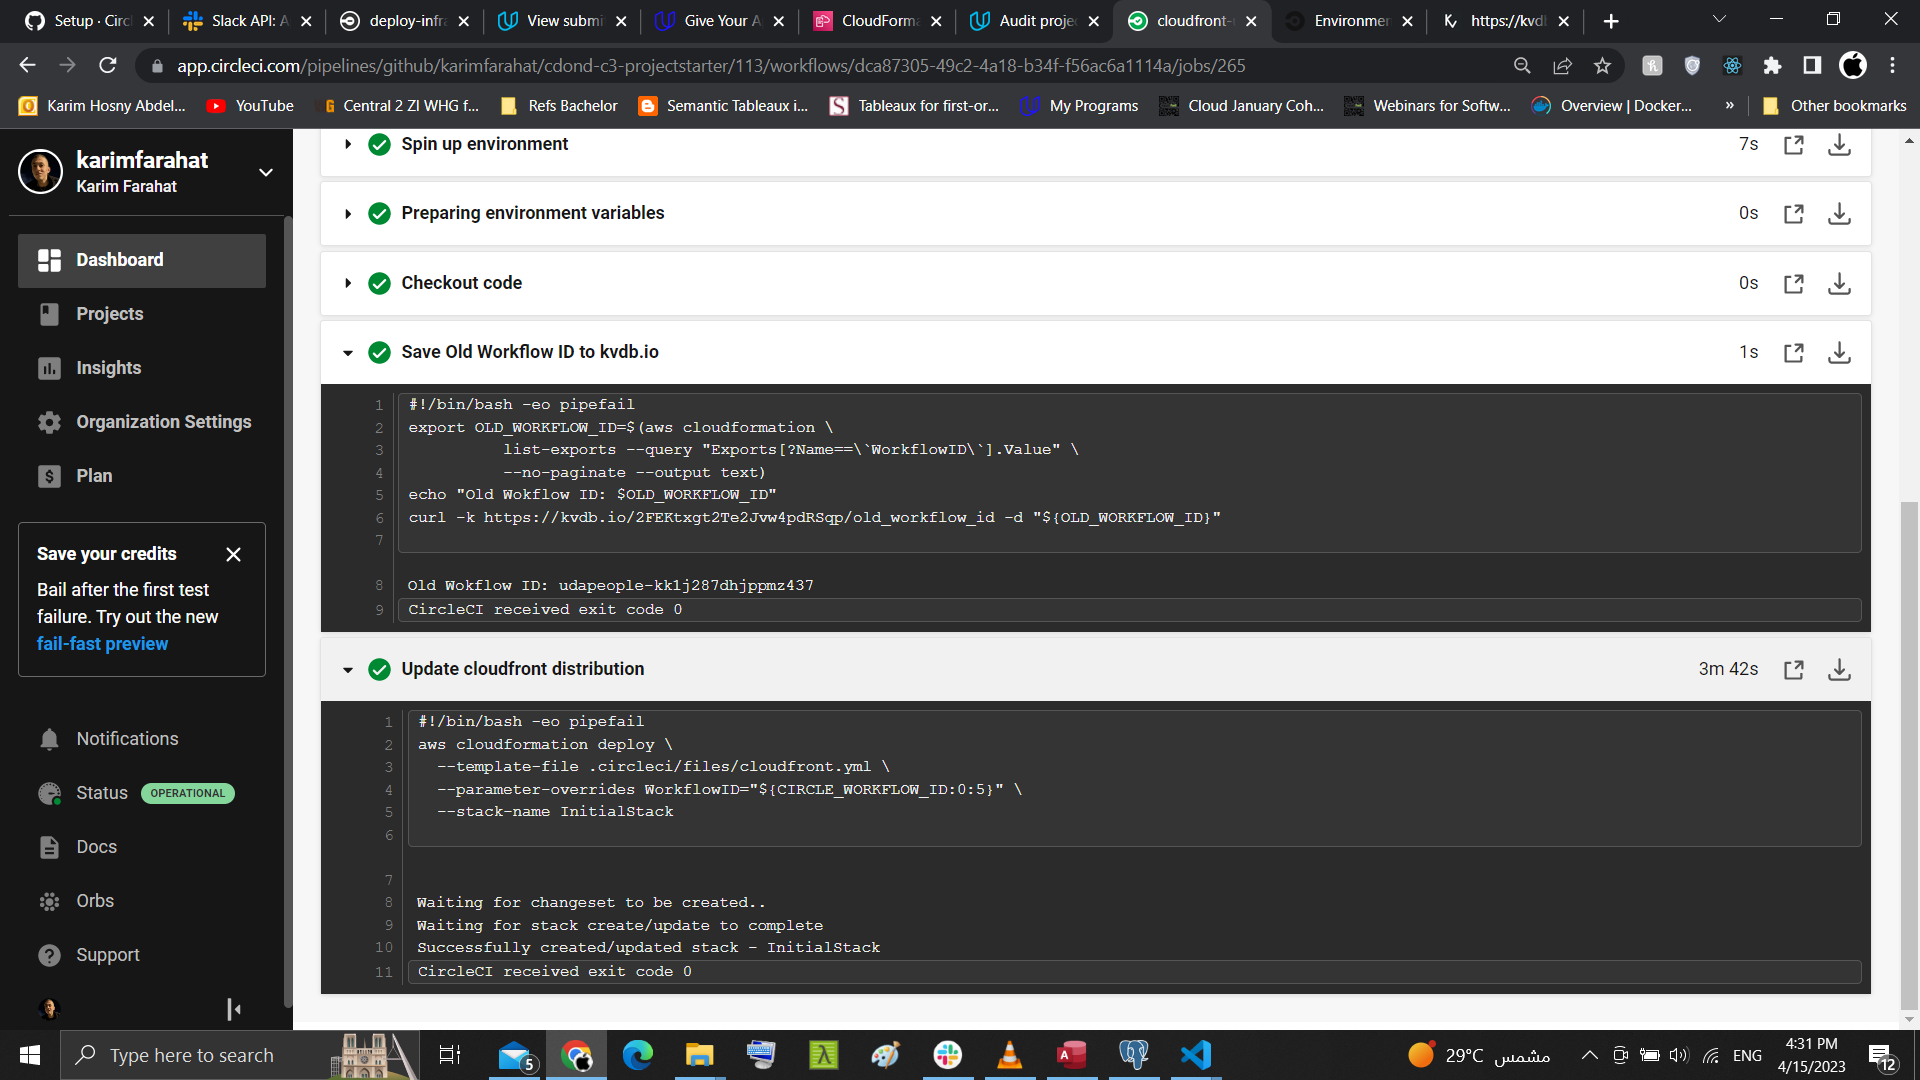 Setup · Circ
Slack API: A
deploy-infra
View submi
Give Your A
CloudForma
Audit proje
cloudfront-
Environmen
https://kvdb
app.circleci.com/pipelines/github/karimfarahat/cdond-c3-projectstarter/113/workflows/dca87305-49c2-4a18-b34f-f56ac6a1114a/jobs/265
Karim Hosny Abdel...
YouTube
Central 2 ZI WHG f...
Refs Bachelor
Semantic Tableaux i...
Tableaux for first-or...
My Programs
Cloud January Coh...
Webinars for Softw...
Overview | Docker...
»
Other bookmarks
karimfarahat
Karim Farahat
Dashboard
Projects
Insights
Organization Settings
Plan
Save your credits
Bail after the first test
failure. Try out the new
fail-fast preview
Notifications
Status OPERATIONAL
Docs
Orbs
Support
Spin up environment 7s
Preparing environment variables 0s
Checkout code 0s
Save Old Workflow ID to kvdb.io 1s
1 #!/bin/bash -eo pipefail
2 export OLD_WORKFLOW_ID=$(aws cloudformation \
3 list-exports --query "Exports[?Name==\`WorkflowID\`].Value" \
4 --no-paginate --output text)
5 echo "Old Wokflow ID: $OLD_WORKFLOW_ID"
6 curl -k https://kvdb.io/2FEKtxgt2Te2Jvw4pdRSqp/old_workflow_id -d "${OLD_WORKFLOW_ID}"
7
8 Old Wokflow ID: udapeople-kk1j287dhjppmz437
9 CircleCI received exit code 0
Update cloudfront distribution 3m 42s
1 #!/bin/bash -eo pipefail
2 aws cloudformation deploy \
3 --template-file .circleci/files/cloudfront.yml \
4 --parameter-overrides WorkflowID="${CIRCLE_WORKFLOW_ID:0:5}" \
5 --stack-name InitialStack
6
7
8 Waiting for changeset to be created..
9 Waiting for stack create/update to complete
10 Successfully created/updated stack - InitialStack
11 CircleCI received exit code 0
Type here to search
5
29°C مشمس
ENG
4:31 PM
4/15/2023
12